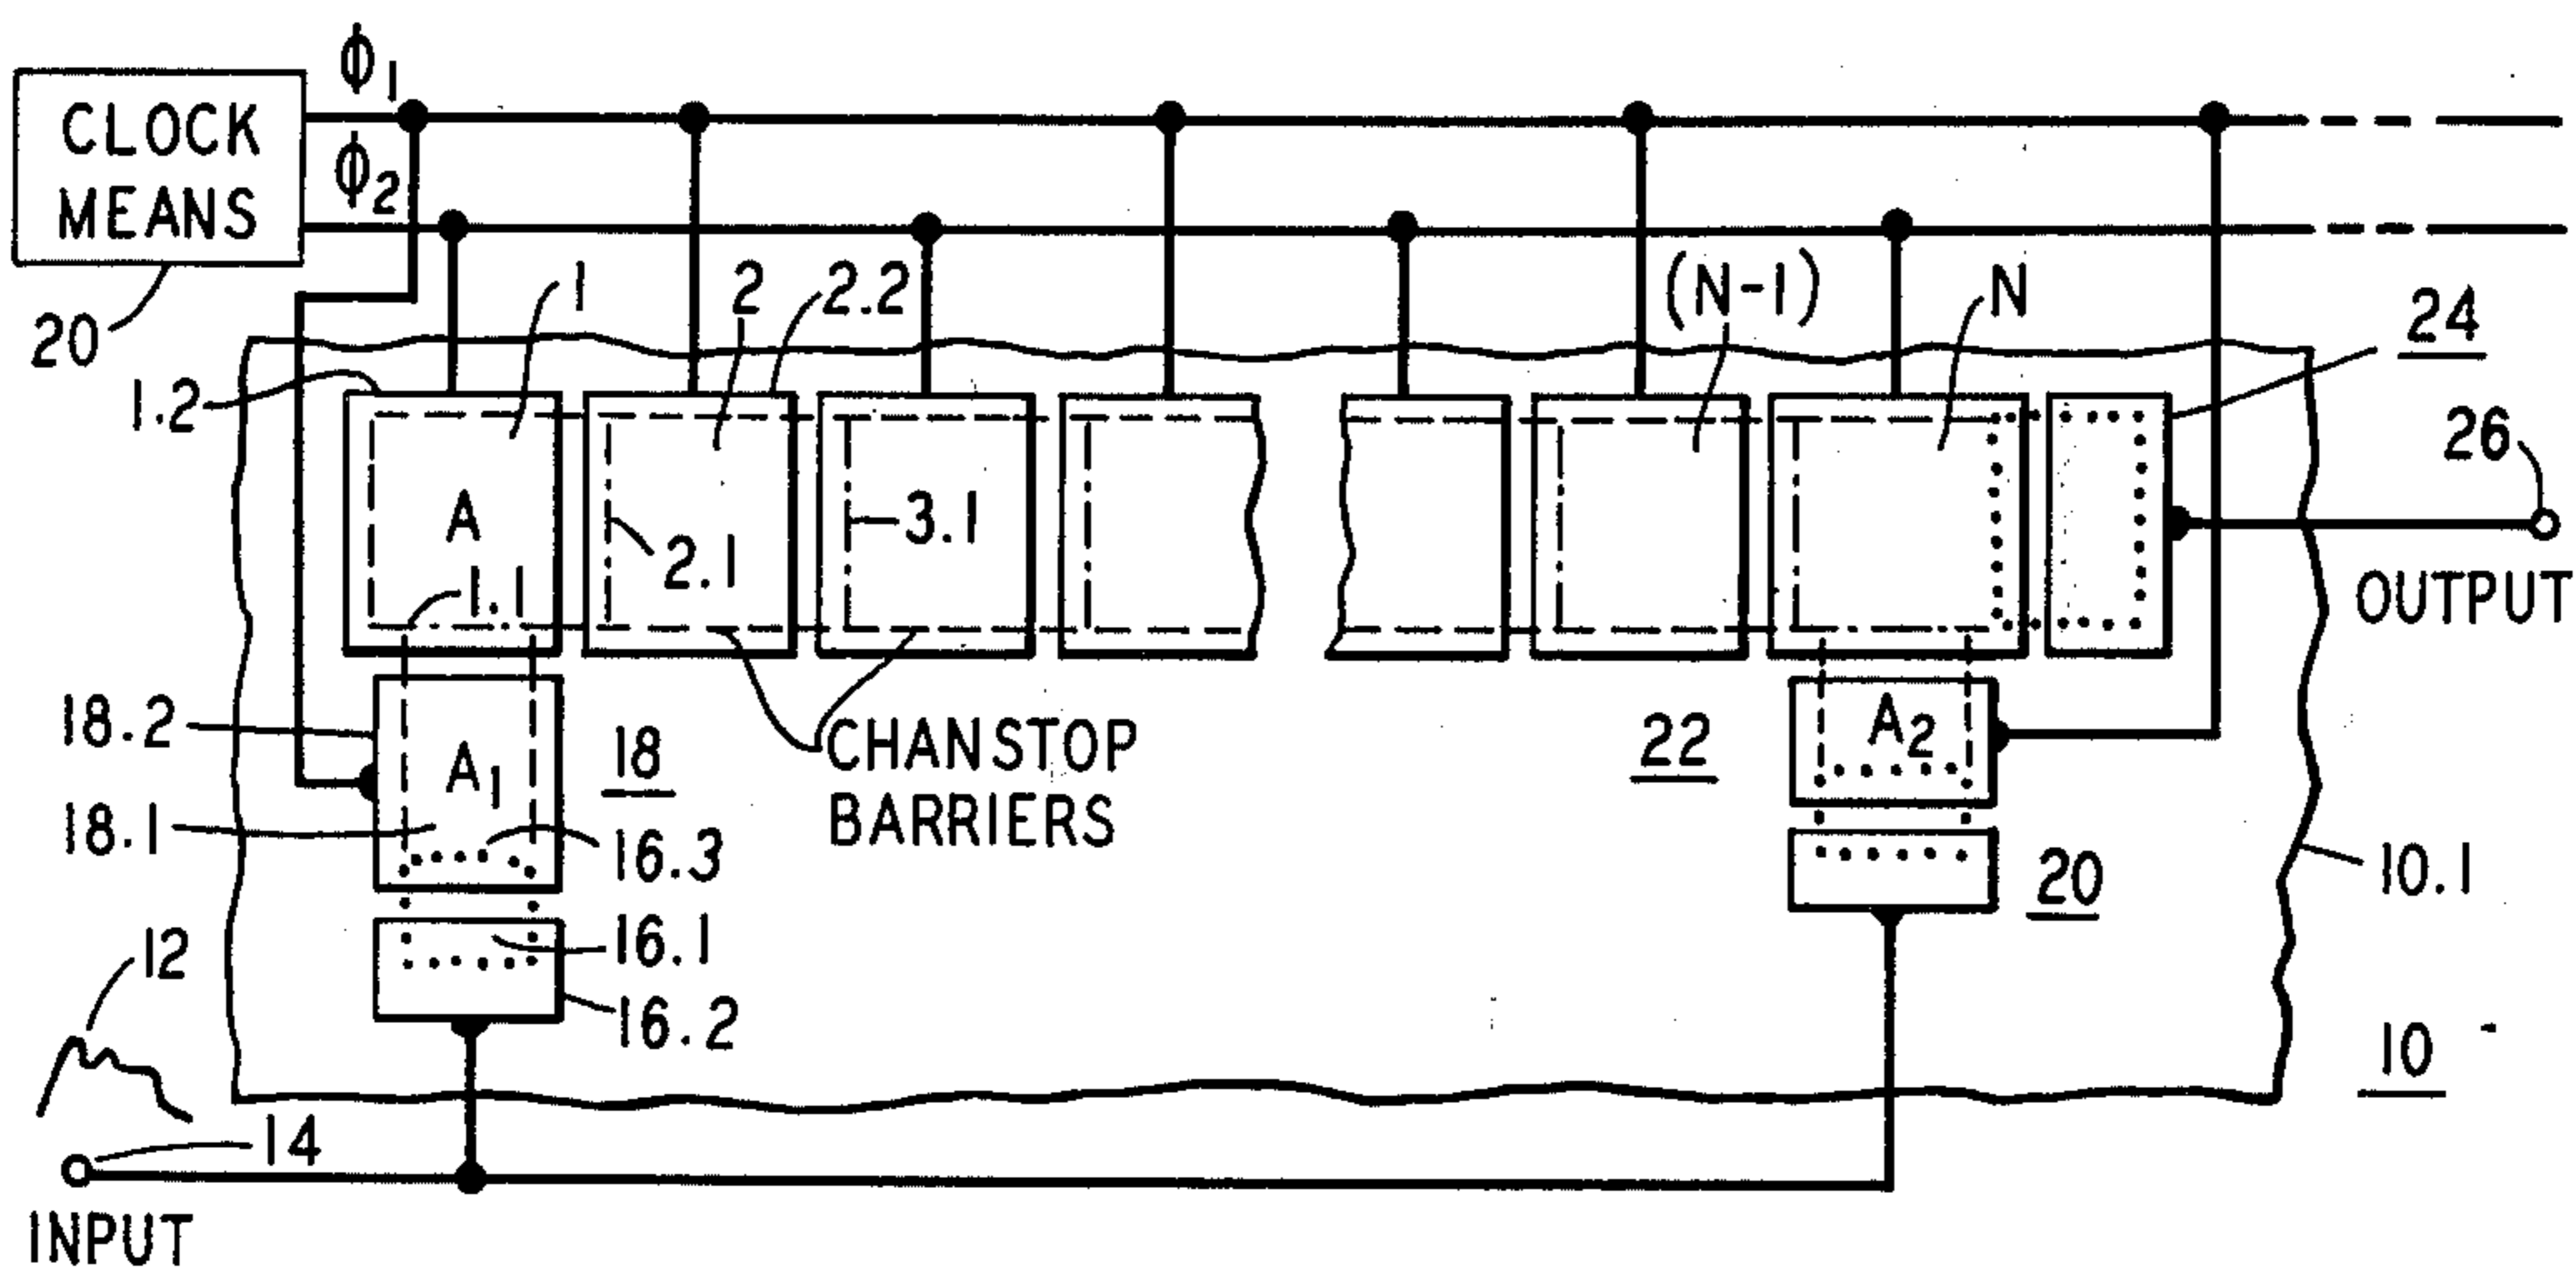 ϕ1
CLOCK
MEANS
ϕ2
20
1
2
2.2
(N-1)
N
24
1.2
26
A
2.1
3.1
1.1
OUTPUT
18.2
A1
18
CHANSTOP
BARRIERS
22
A2
18.1
16.3
20
10.1
12
16.1
16.2
10
14
INPUT